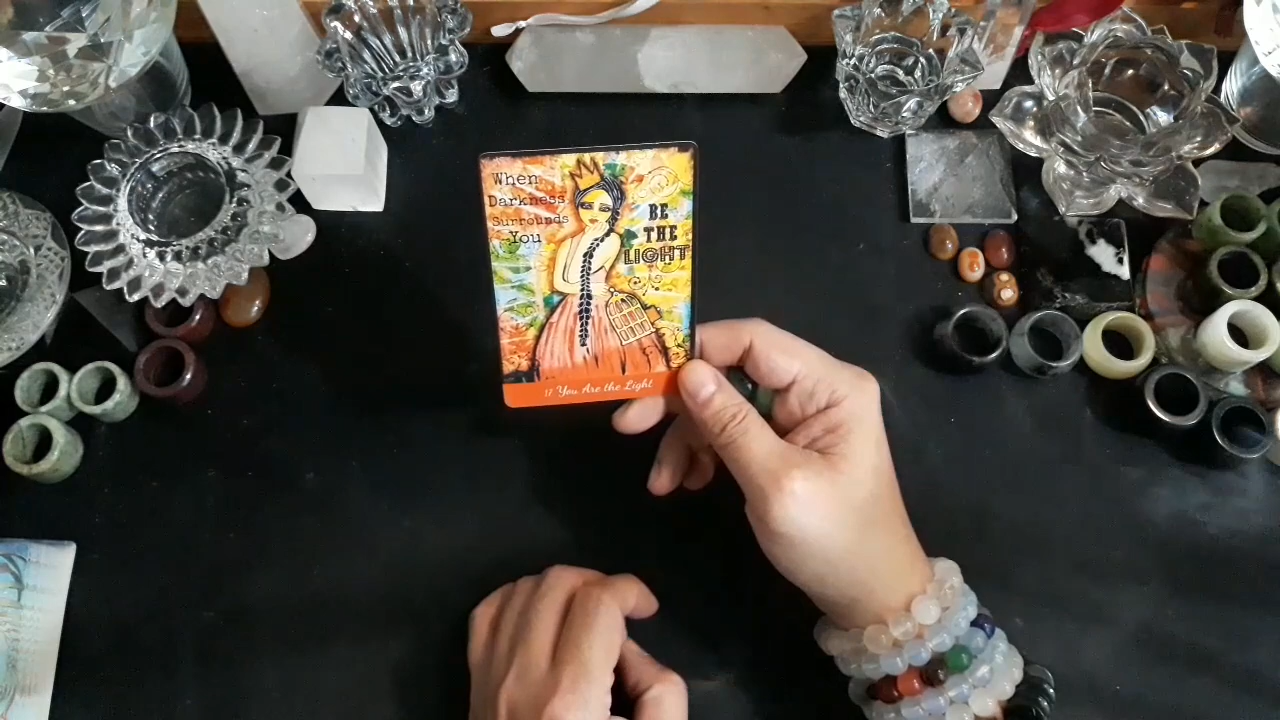 When
Darkness
Surrounds
You
BE
THE
LIGHT
17 You Are the Light